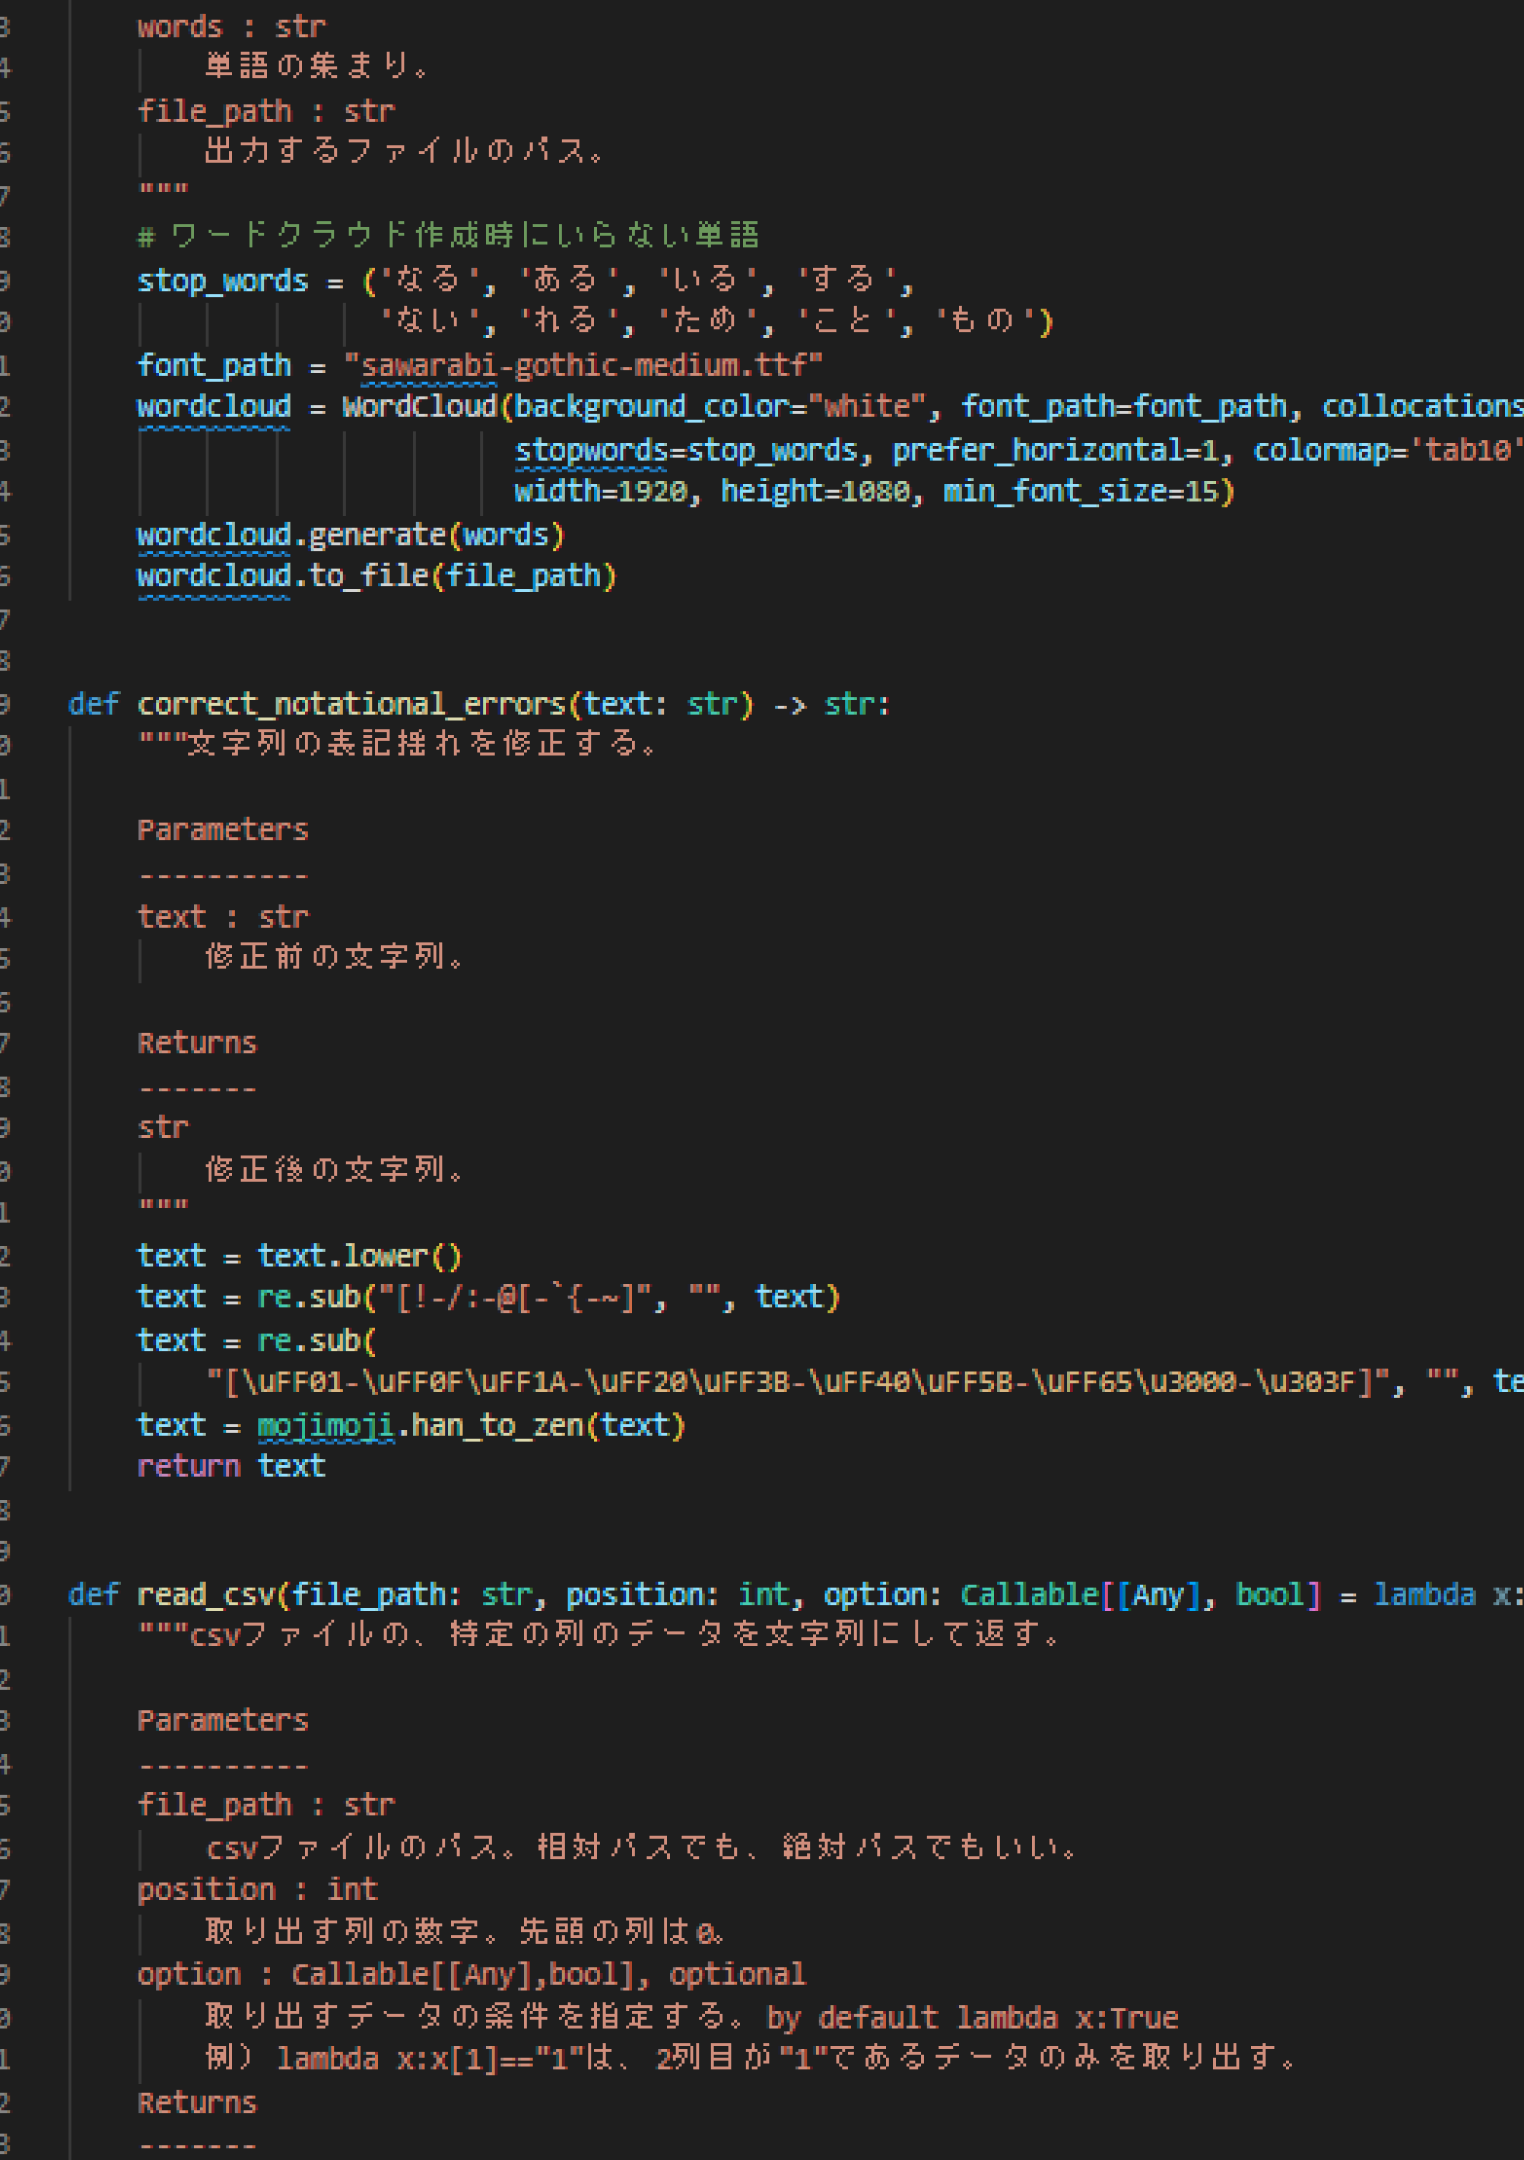 words : str
単語の集まり。
file_path : str
出力するファイルのパス。
"""
# ワードクラウド作成時にいらない単語
stop_words = ('なる', 'ある', 'いる', 'する',
'ない', 'れる', 'ため', 'こと', 'もの')
font_path = "sawarabi-gothic-medium.ttf"
wordcloud = WordCloud(background_color="white", font_path=font_path, collocations
stopwords=stop_words, prefer_horizontal=1, colormap='tab10'
width=1920, height=1080, min_font_size=15)
wordcloud.generate(words)
wordcloud.to_file(file_path)
def correct_notational_errors(text: str) -> str:
"""文字列の表記揺れを修正する。
Parameters
----------
text : str
修正前の文字列。
Returns
-------
str
修正後の文字列。
"""
text = text.lower()
text = re.sub("[!-/:-@[-`{-~]", "", text)
text = re.sub(
"[\uFF01-\uFF0F\uFF1A-\uFF20\uFF3B-\uFF40\uFF5B-\uFF65\u3000-\u303F]", "", te
text = mojimoji.han_to_zen(text)
return text
def read_csv(file_path: str, position: int, option: Callable[[Any], bool] = lambda x:
"""csvファイルの、特定の列のデータを文字列にして返す。
Parameters
----------
file_path : str
csvファイルのパス。相対パスでも、絶対パスでもいい。
position : int
取り出す列の数字。先頭の列は0。
option : Callable[[Any],bool], optional
取り出すデータの条件を指定する。by default lambda x:True
例) lambda x:x[1]=="1"は、2列目が"1"であるデータのみを取り出す。
Returns
-------